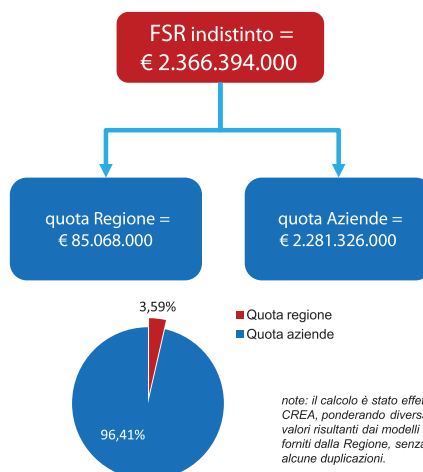 FSR indistinto =
€ 2.366.394.000
quota Regione =
€ 85.068.000
quota Aziende =
€ 2.281.326.000
3,59%
96,41%
Quota regione
Quota aziende
note: il calcolo è stato effet
CREA, ponderando diversa
valori risultanti dai modelli
forniti dalla Regione, senza
alcune duplicazioni.